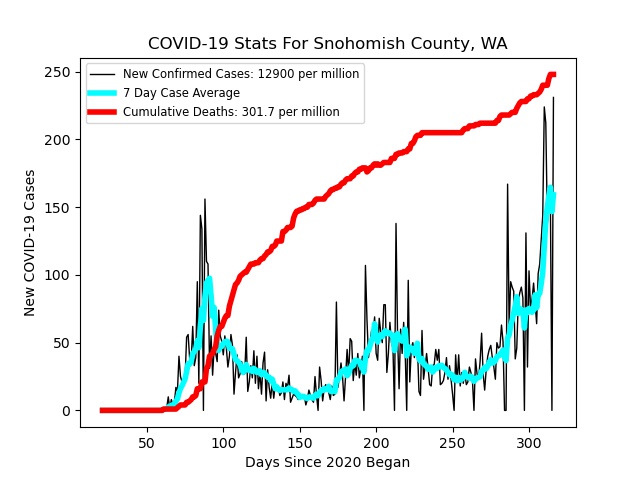 COVID-19 Stats For Snohomish County, WA
New Confirmed Cases: 12900 per million
7 Day Case Average
Cumulative Deaths: 301.7 per million
New COVID-19 Cases
250
200
150
100
50
0
50 100 150 200 250 300
Days Since 2020 Began